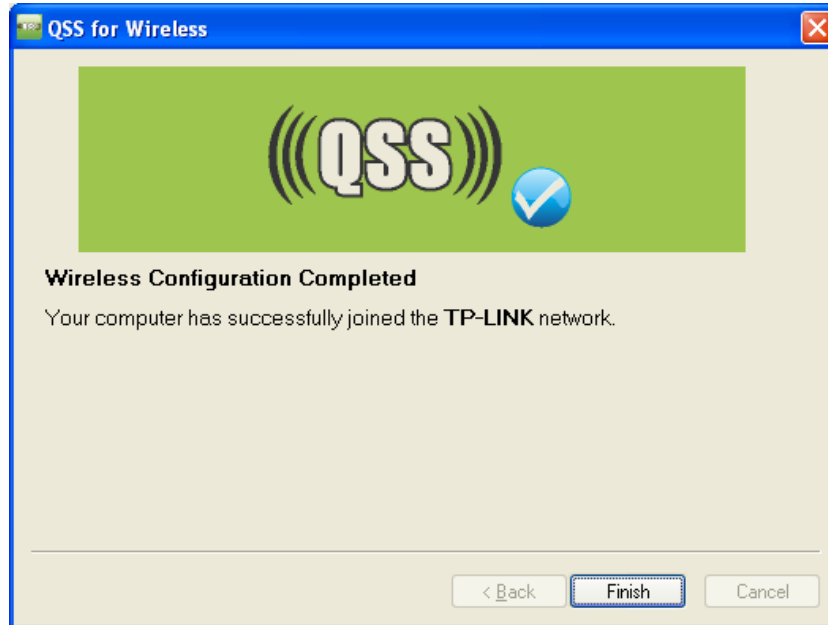 QSS for Wireless
(((QSS)))
Wireless Configuration Completed
Your computer has successfully joined the TP-LINK network.
< Back
Finish
Cancel